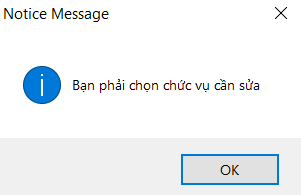 Notice Message
Bạn phải chọn chức vụ cần sửa
OK